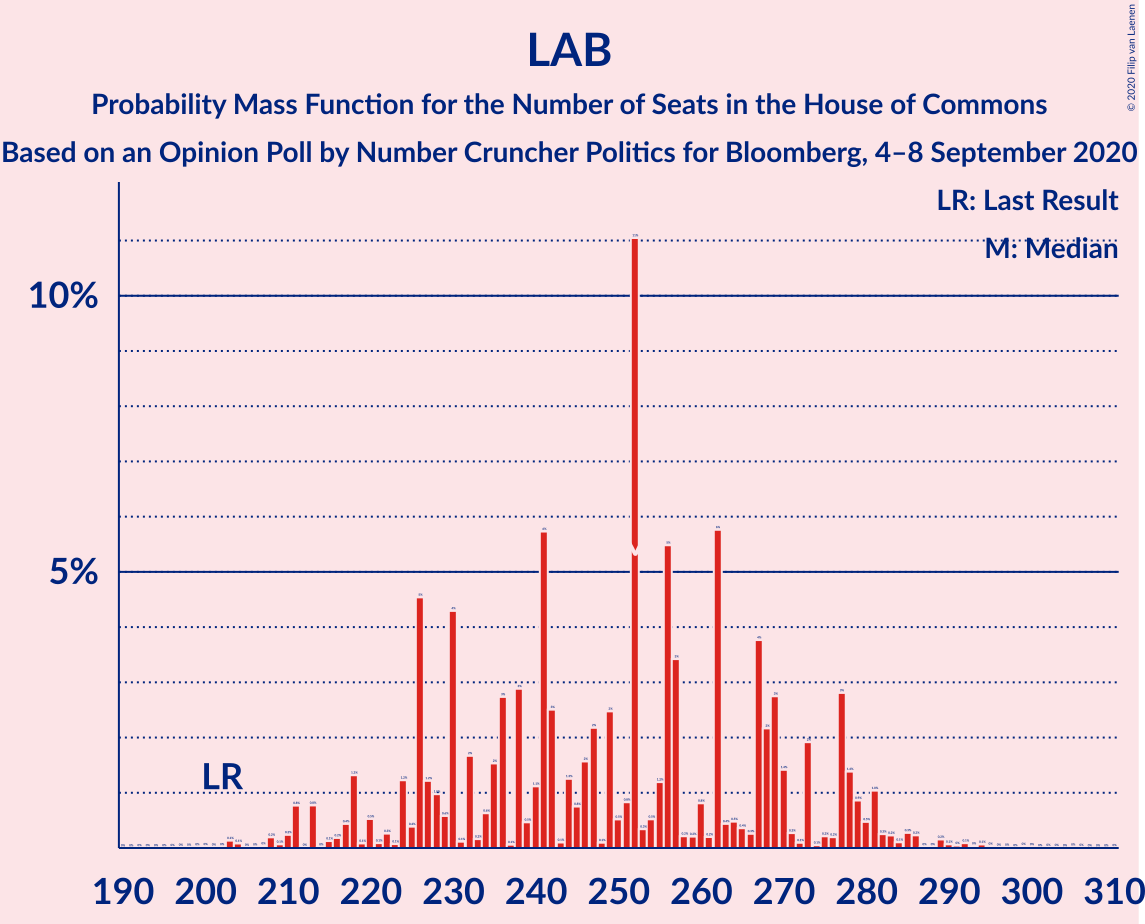 LAB
Probability Mass Function for the Number of Seats in the House of Commons
Based on an Opinion Poll by Number Cruncher Politics for Bloomberg, 4–8 September 2020
© 2020 Filip van Laenen
LR: Last Result
M: Median
10%
5%
LR
190 200 210 220 230 240 250 260 270 280 290 300 310